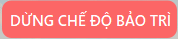 DỪNG CHẾ ĐỘ BẢO TRÌ